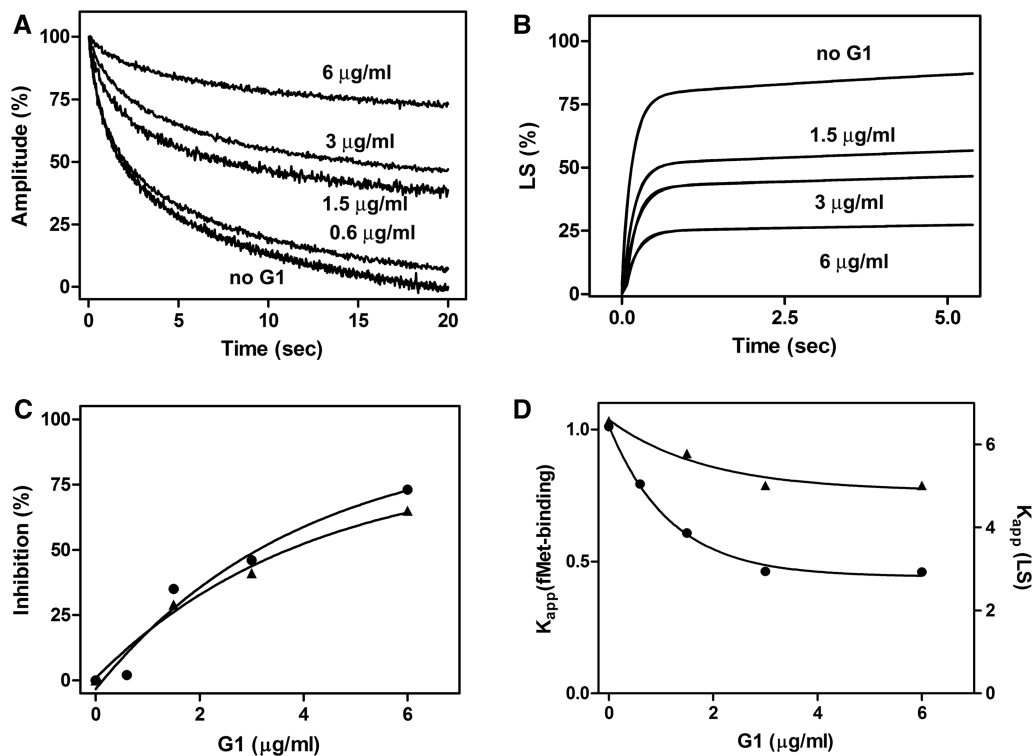 A
Amplitude (%)
100
75
50
25
0
6 μg/ml
3 μg/ml
1.5 μg/ml
0.6 μg/ml
no G1
0 5 10 15 20
Time (sec)
B
LS (%)
100
75
50
25
0
no G1
1.5 μg/ml
3 μg/ml
6 μg/ml
0.0 2.5 5.0
Time (sec)
C
Inhibition (%)
100
75
50
25
0
0 2 4 6
G1 (μg/ml)
D
Kapp(fMet-binding)
1.0
0.5
0.0
6
4
2
0
Kapp (LS)
0 2 4 6
G1 (μg/ml)